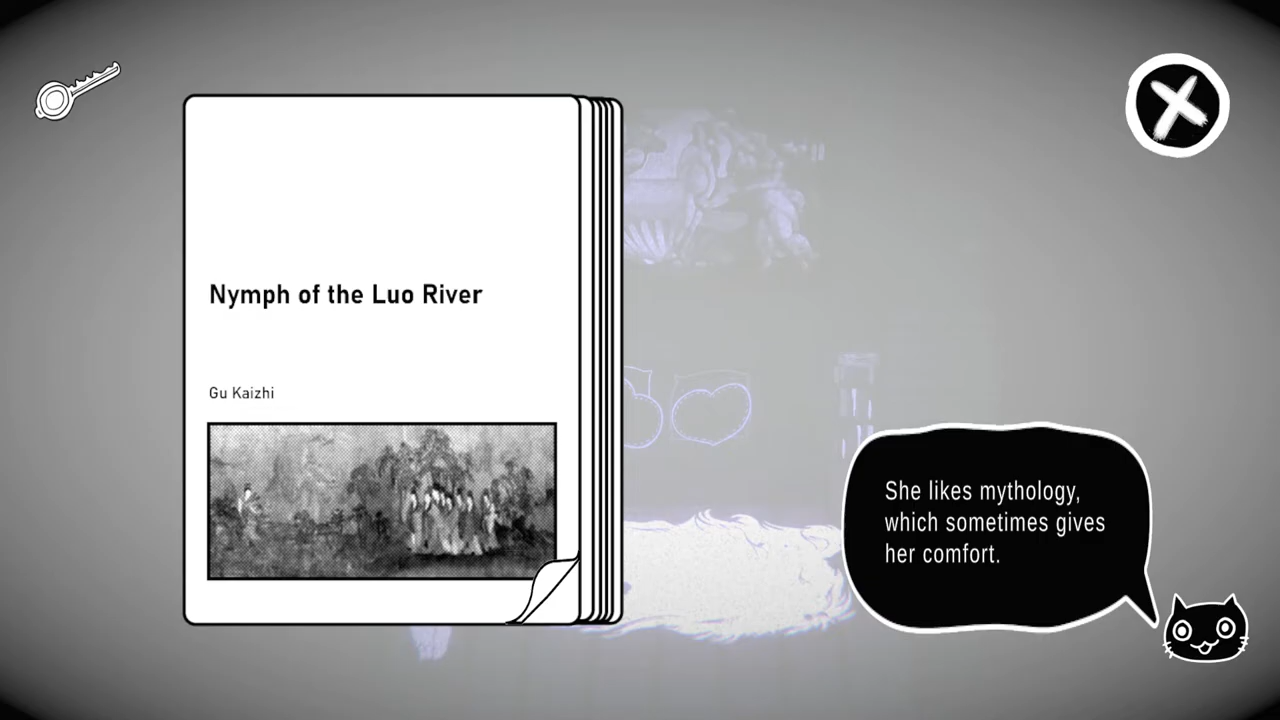 Nymph of the Luo River
Gu Kaizhi
She likes mythology,
which sometimes gives
her comfort.